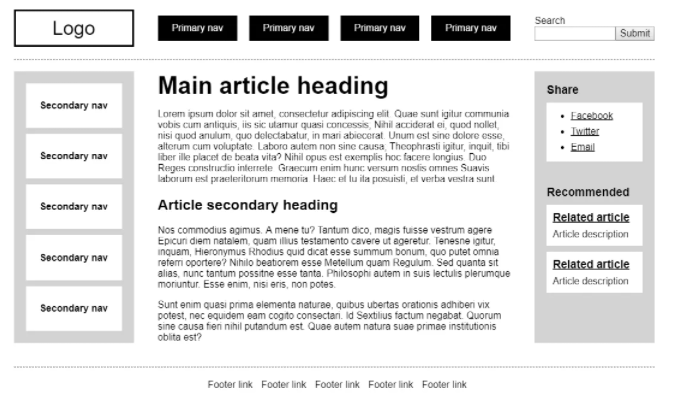 Logo
Primary nav
Primary nav
Primary nav
Primary nav
Search
Submit
Secondary nav
Secondary nav
Secondary nav
Secondary nav
Secondary nav
Main article heading
Lorem ipsum dolor sit amet, consectetur adipiscing elit. Quae sunt igitur communia
vobis cum antiquis, iis sic utamur quasi concessis; Nihil acciderat ei, quod nollet,
nisi quod anulum, quo delectabatur, in mari abiecerat. Unum est sine dolore esse,
alterum cum voluptate. Laboro autem non sine causa; Theophrasti igitur, inquit, tibi
liber ille placet de beata vita? Nihil opus est exemplis hoc facere longius. Duo
Reges constructio interrete. Graecum enim hunc versum nostis omnes Suavis
laborum est praeteritorum memoria. Haec et tu ita posuisti, et verba vestra sunt.
Article secondary heading
Nos commodius agimus. A mene tu? Tantum dico, magis fuisse vestrum agere
Epicuri diem natalem, quam illius testamento cavere ut ageretur. Tenesne igitur,
inquam, Hieronymus Rhodius quid dicat esse summum bonum, quo putet omnia
referri oportere? Nihilo beatiorem esse Metellum quam Regulum. Sed quanta sit
alias, nunc tantum possitne esse tanta. Philosophi autem in suis lectulis plerumque
moriuntur. Esse enim, nisi eris, non potes.
Sunt enim quasi prima elementa naturae, quibus ubertas orationis adhiberi vix
potest, nec equidem eam cogito consectari. Id Sextilius factum negabat. Quorum
sine causa fieri nihil putandum est. Quae autem natura suae primae institutionis
oblita est?
Share
Facebook
Twitter
Email
Recommended
Related article
Article description
Related article
Article description
Footer link Footer link Footer link Footer link Footer link